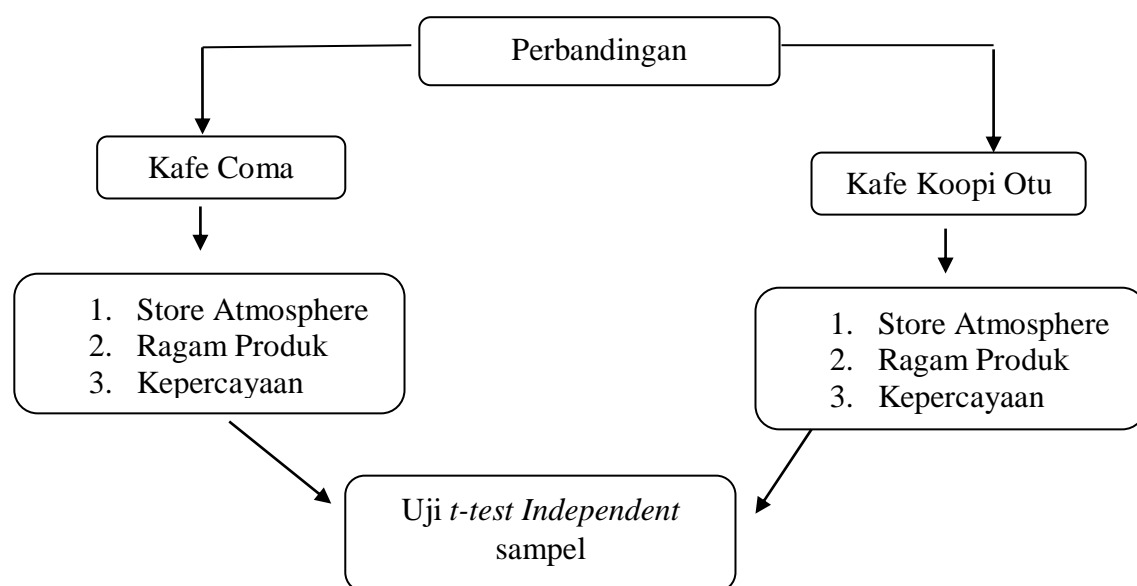 Perbandingan
Kafe Coma
Kafe Koopi Otu
1. Store Atmosphere
2. Ragam Produk
3. Kepercayaan
1. Store Atmosphere
2. Ragam Produk
3. Kepercayaan
Uji t-test Independent
sampel